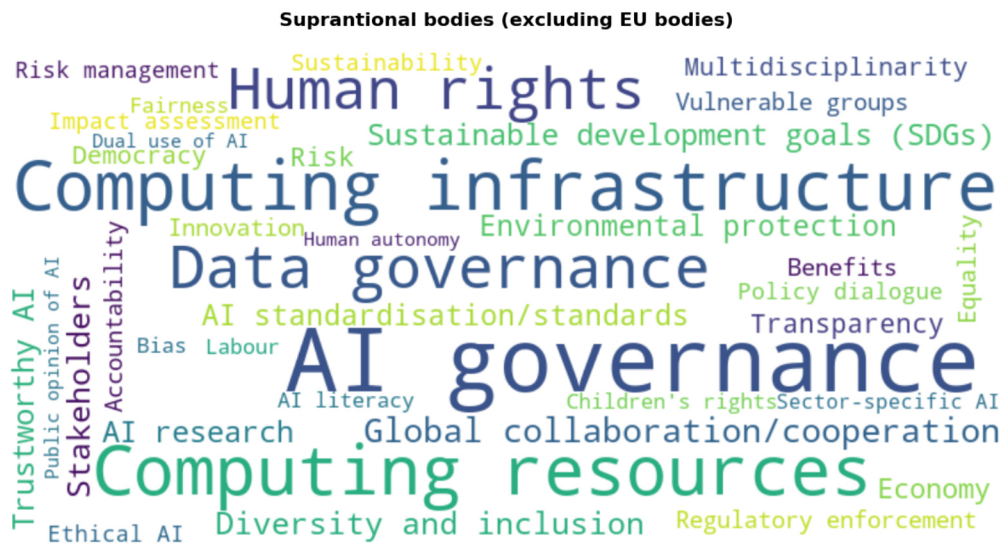 Suprantional bodies (excluding EU bodies)
Risk management
Sustainability
Human rights
Multidisciplinarity
Fairness
Vulnerable groups
Impact assessment
Dual use of AI
Sustainable development goals (SDGs)
Democracy
Risk
Computing infrastructure
Innovation
Human autonomy
Environmental protection
Equality
Accountability
Data governance
Benefits
Policy dialogue
Public opinion of AI
Stakeholders
Trustworthy AI
AI standardisation/standards
Transparency
Bias
Labour
AI governance
AI literacy
Children's rights
Sector-specific AI
AI research
Global collaboration/cooperation
Computing resources
Economy
Ethical AI
Diversity and inclusion
Regulatory enforcement